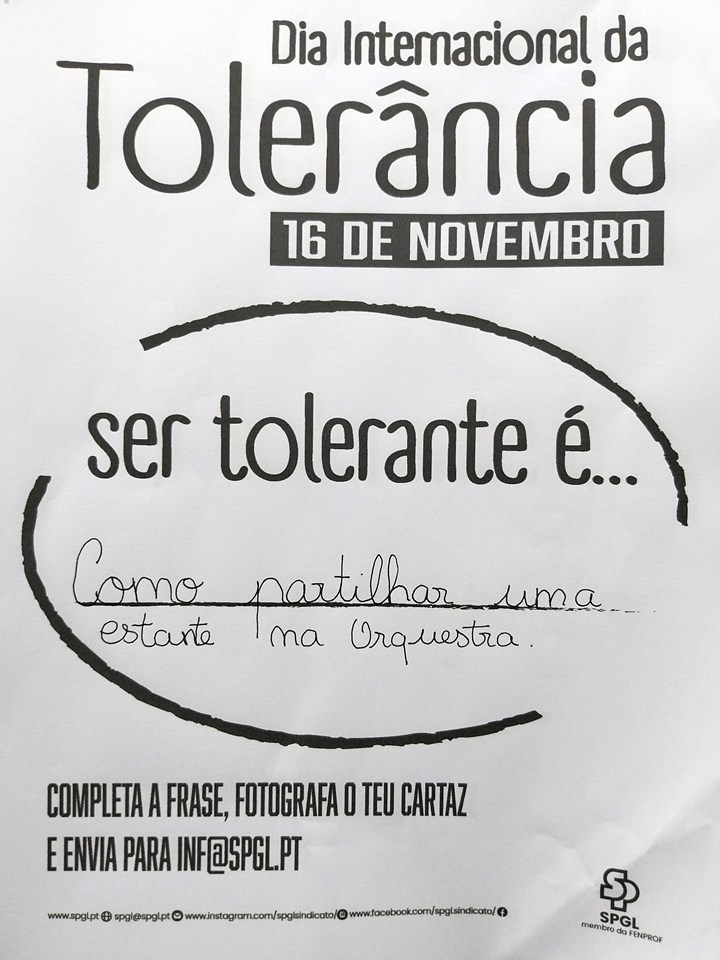 Dia Internacional da
Tolerância
16 DE NOVEMBRO
ser tolerante é...
Como partilhar uma
estante na Orquestra.
COMPLETA A FRASE, FOTOGRAFA O TEU CARTAZ
E ENVIA PARA INF@SPGL.PT
www.spgl.pt spgl@spgl.pt www.instagram.com/spglsindicato/ www.facebook.com/spgl.sindicato/
SPGL
membro da FENPROF